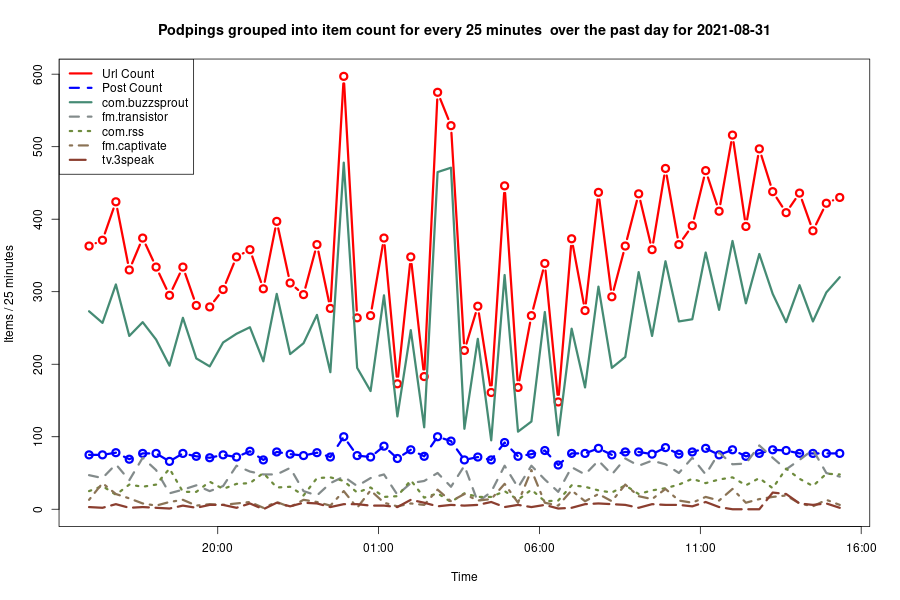 Podpings grouped into item count for every 25 minutes  over the past day for 2021-08-31
Url Count
Post Count
com.buzzsprout
fm.transistor
com.rss
fm.captivate
tv.3speak
Items / 25 minutes
600
500
400
300
200
100
0
20:00
01:00
06:00
11:00
16:00
Time